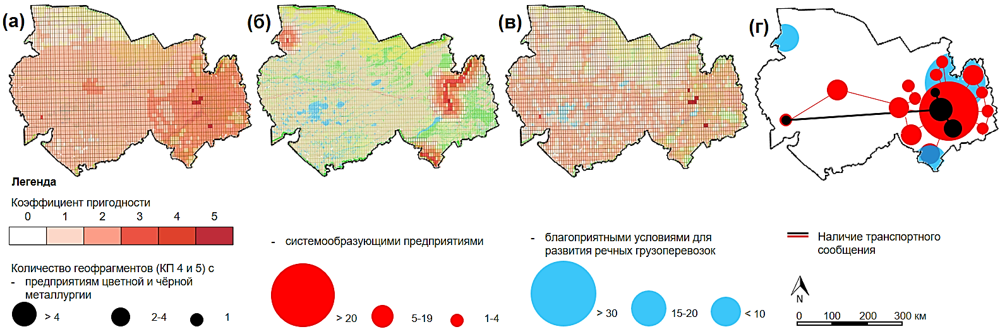 (а)
(б)
(в)
(г)
Легенда
Коэффициент пригодности
0 1 2 3 4 5
Количество геофрагментов (КП 4 и 5) с
- предприятиям цветной и чёрной
металлургии
> 4
2-4
1
- системообразующими предприятиями
> 20
5-19
1-4
- благоприятными условиями для
развития речных грузоперевозок
> 30
15-20
< 10
Наличие транспортного
сообщения
N
0 100 200 300 км